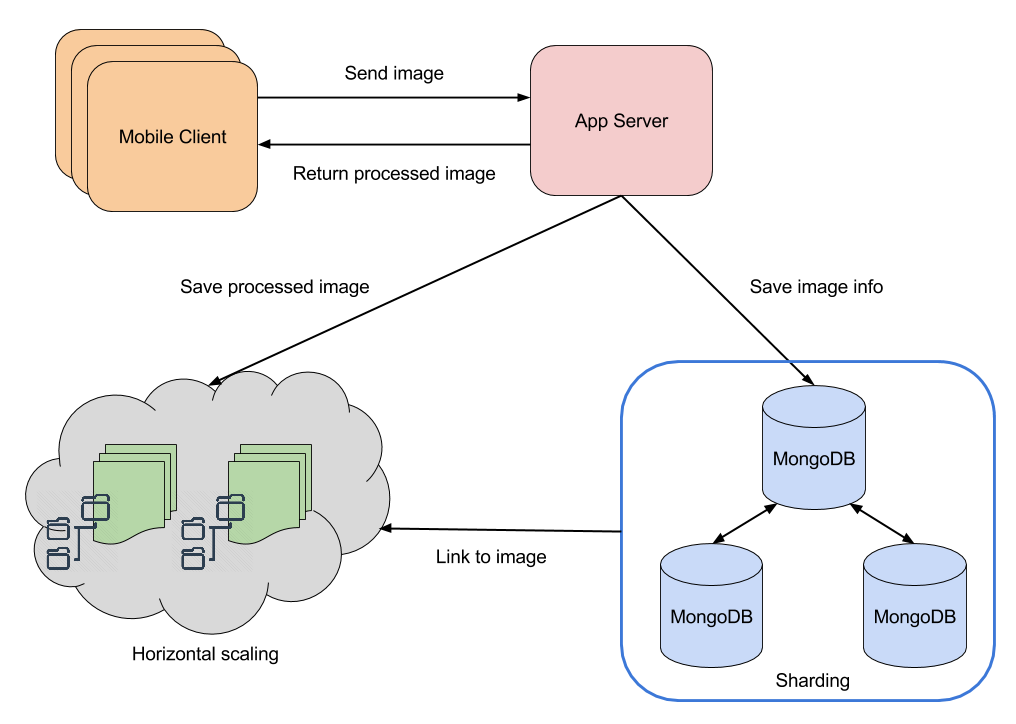 Send image
App Server
Mobile Client
Return processed image
Save processed image
Save image info
MongoDB
Link to image
MongoDB
MongoDB
Horizontal scaling
Sharding